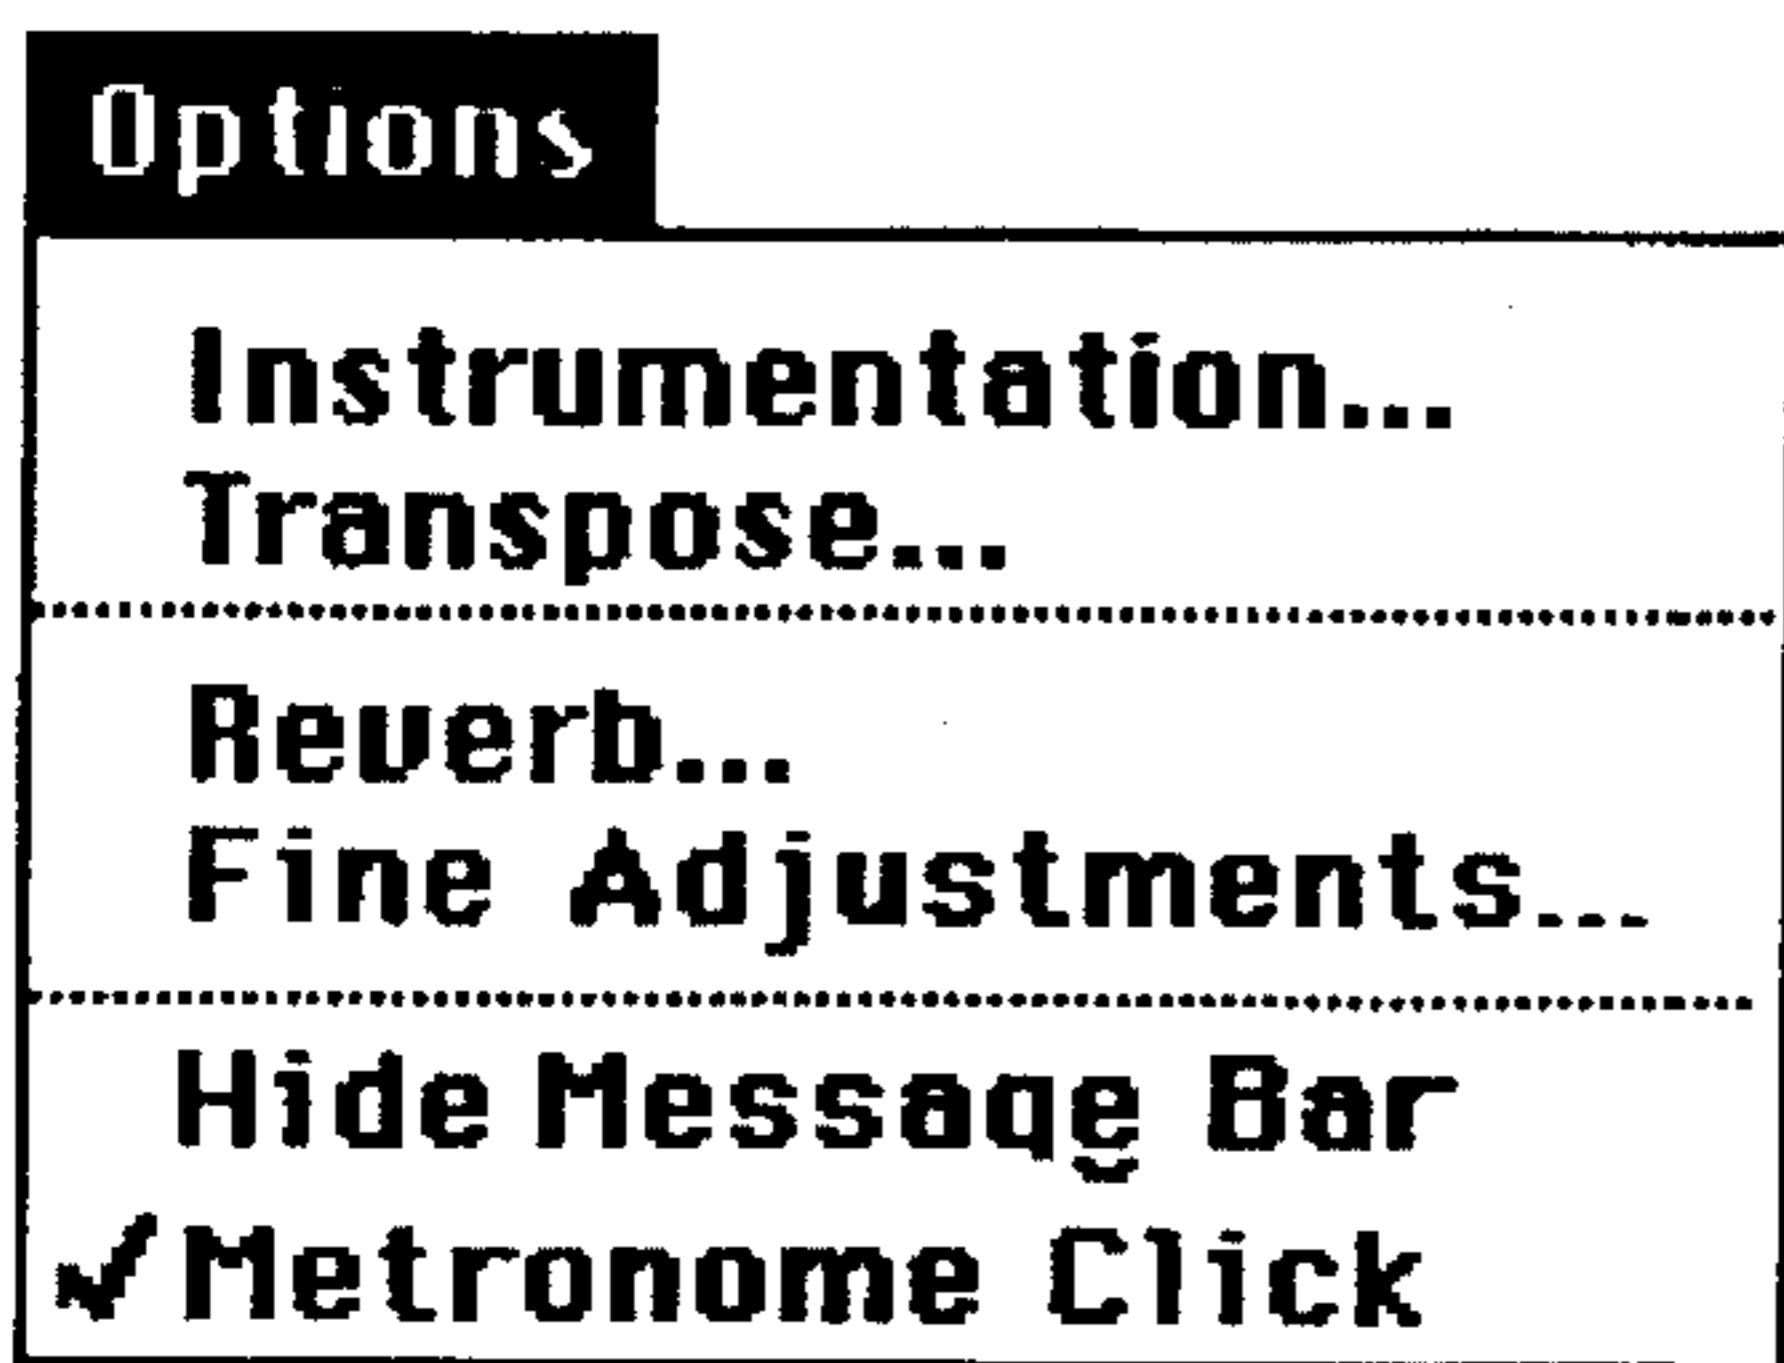 Options
Instrumentation...
Transpose...
Reverb...
Fine Adjustments...
Hide Message Bar
✓Metronome Click